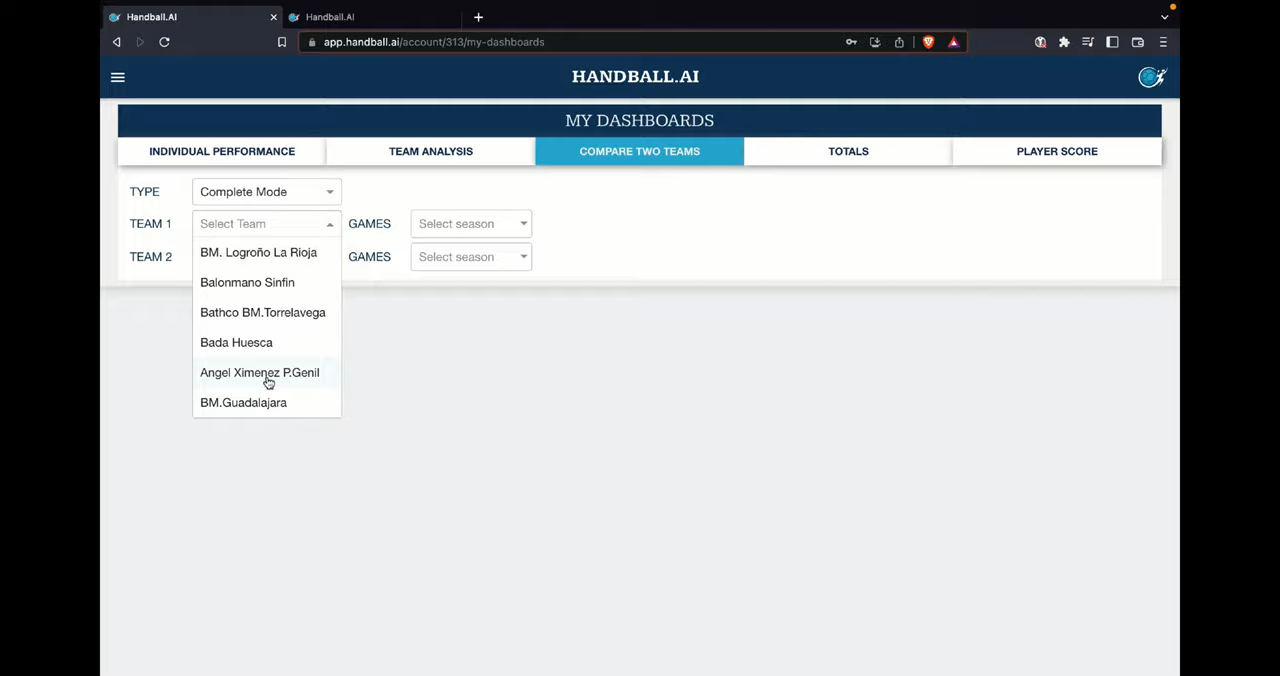 Handball.AI
Handball.AI
app.handball.ai/account/313/my-dashboards
HANDBALL.AI
MY DASHBOARDS
INDIVIDUAL PERFORMANCE
TEAM ANALYSIS
COMPARE TWO TEAMS
TOTALS
PLAYER SCORE
TYPE
Complete Mode
TEAM 1
Select Team
GAMES
Select season
TEAM 2
GAMES
Select season
BM. Logroño La Rioja
Balonmano Sinfin
Bathco BM.Torrelavega
Bada Huesca
Angel Ximenez P.Genil
BM.Guadalajara